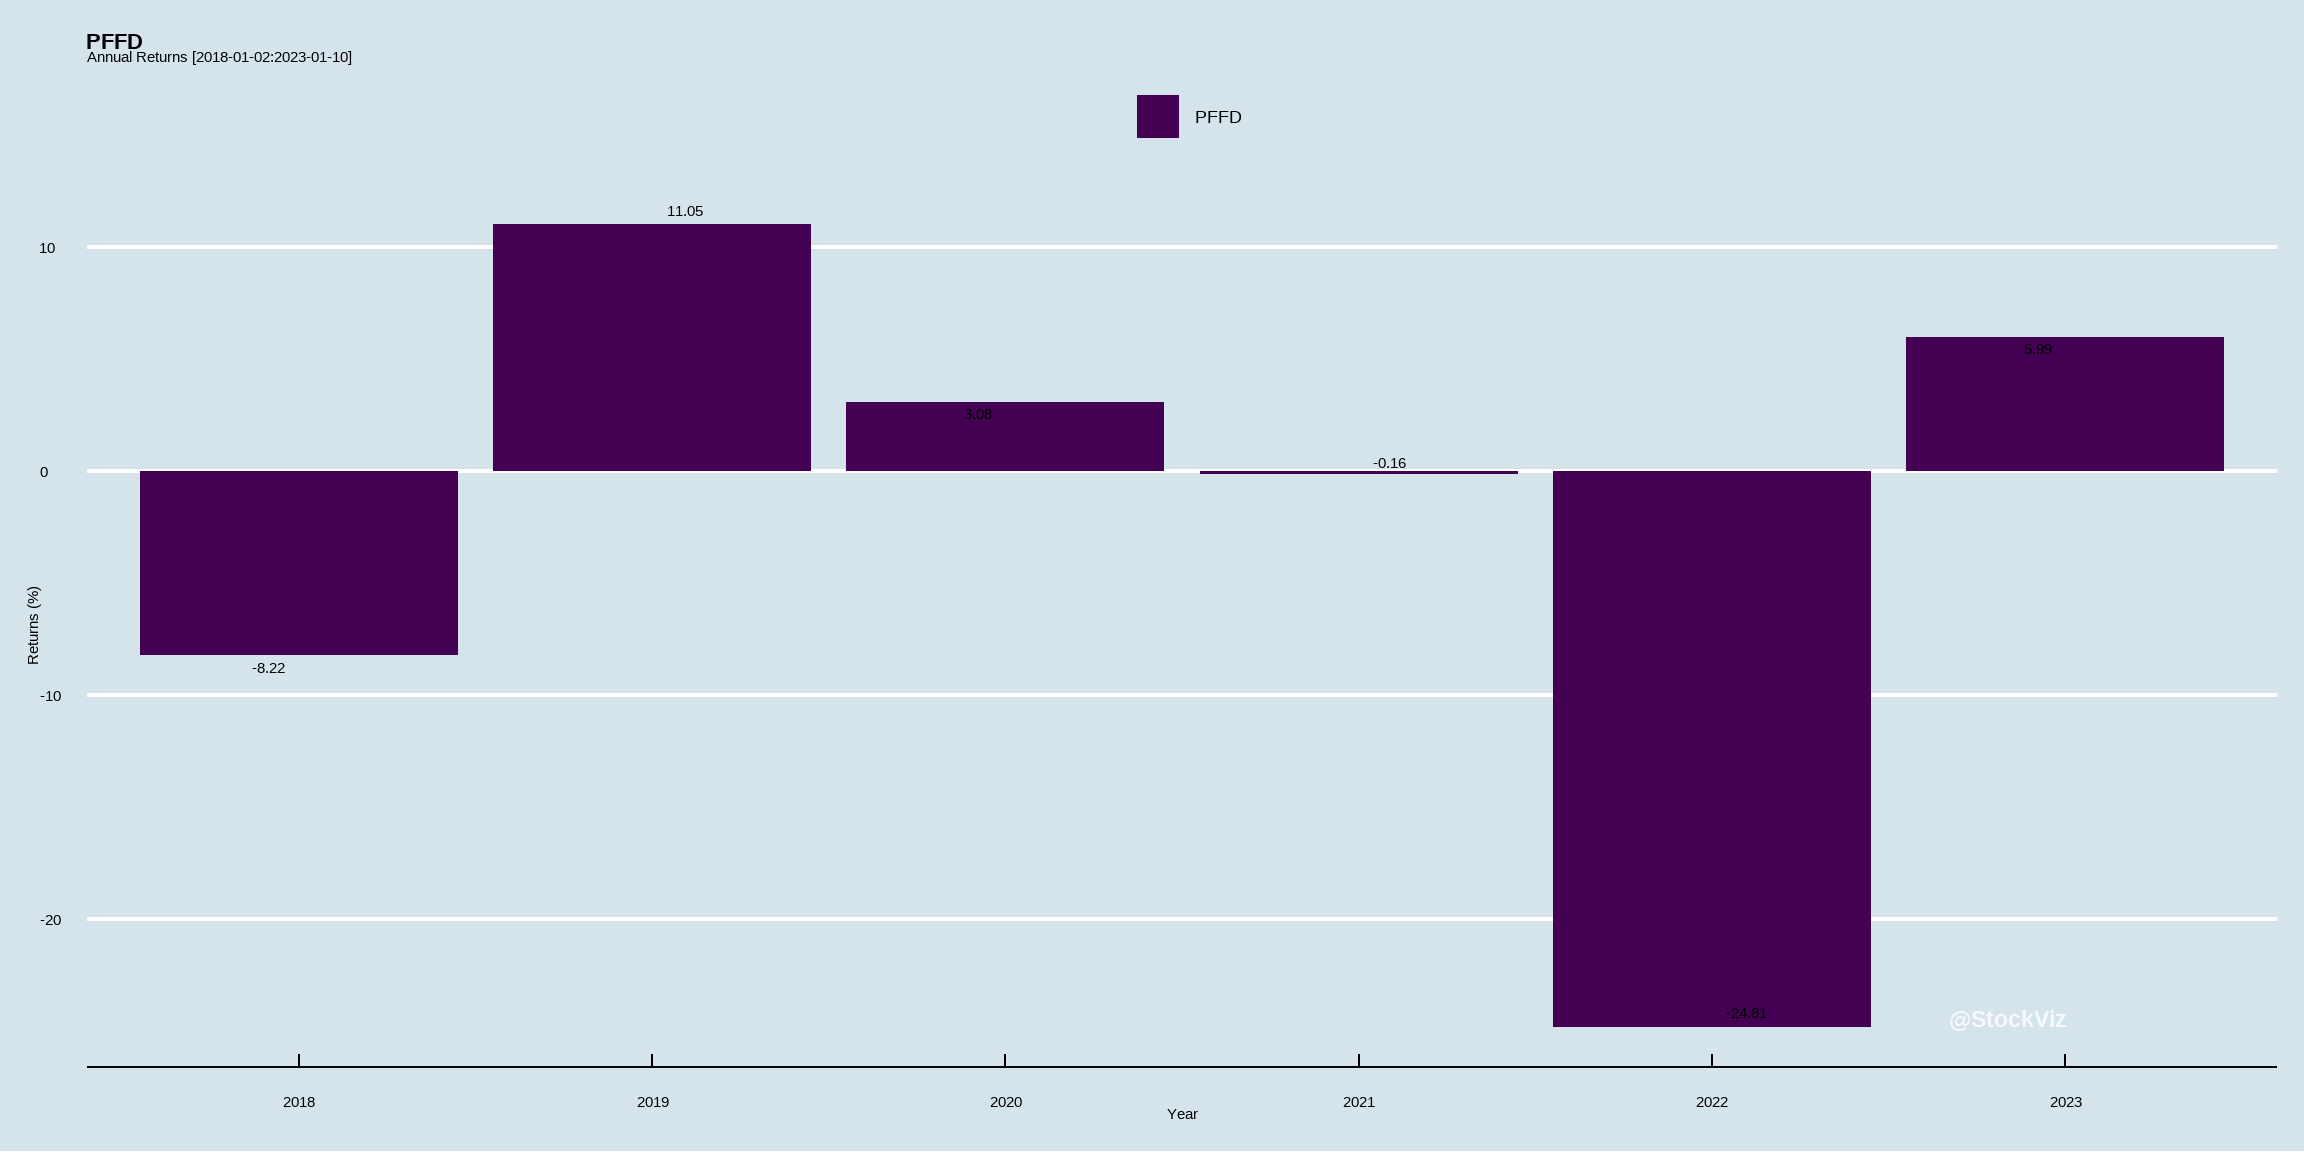 PFFD
Annual Returns [2018-01-02:2023-01-10]
PFFD
11.05
10
5.99
3.08
-0.16
0
Returns (%)
-8.22
-10
-20
-24.81
@StockViz
2018 2019 2020 2021 2022 2023
Year